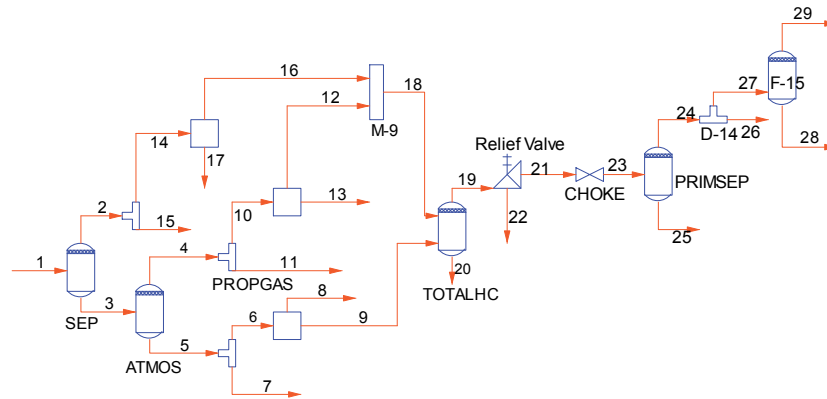 29
16
18
27
F-15
12
24
14
M-9
D-14
26
Relief Valve
17
28
19
21
23
2
10
13
CHOKE
PRIMSEP
15
22
4
1
25
11
20
3
PROPGAS
8
TOTALHC
SEP
6
9
5
ATMOS
7